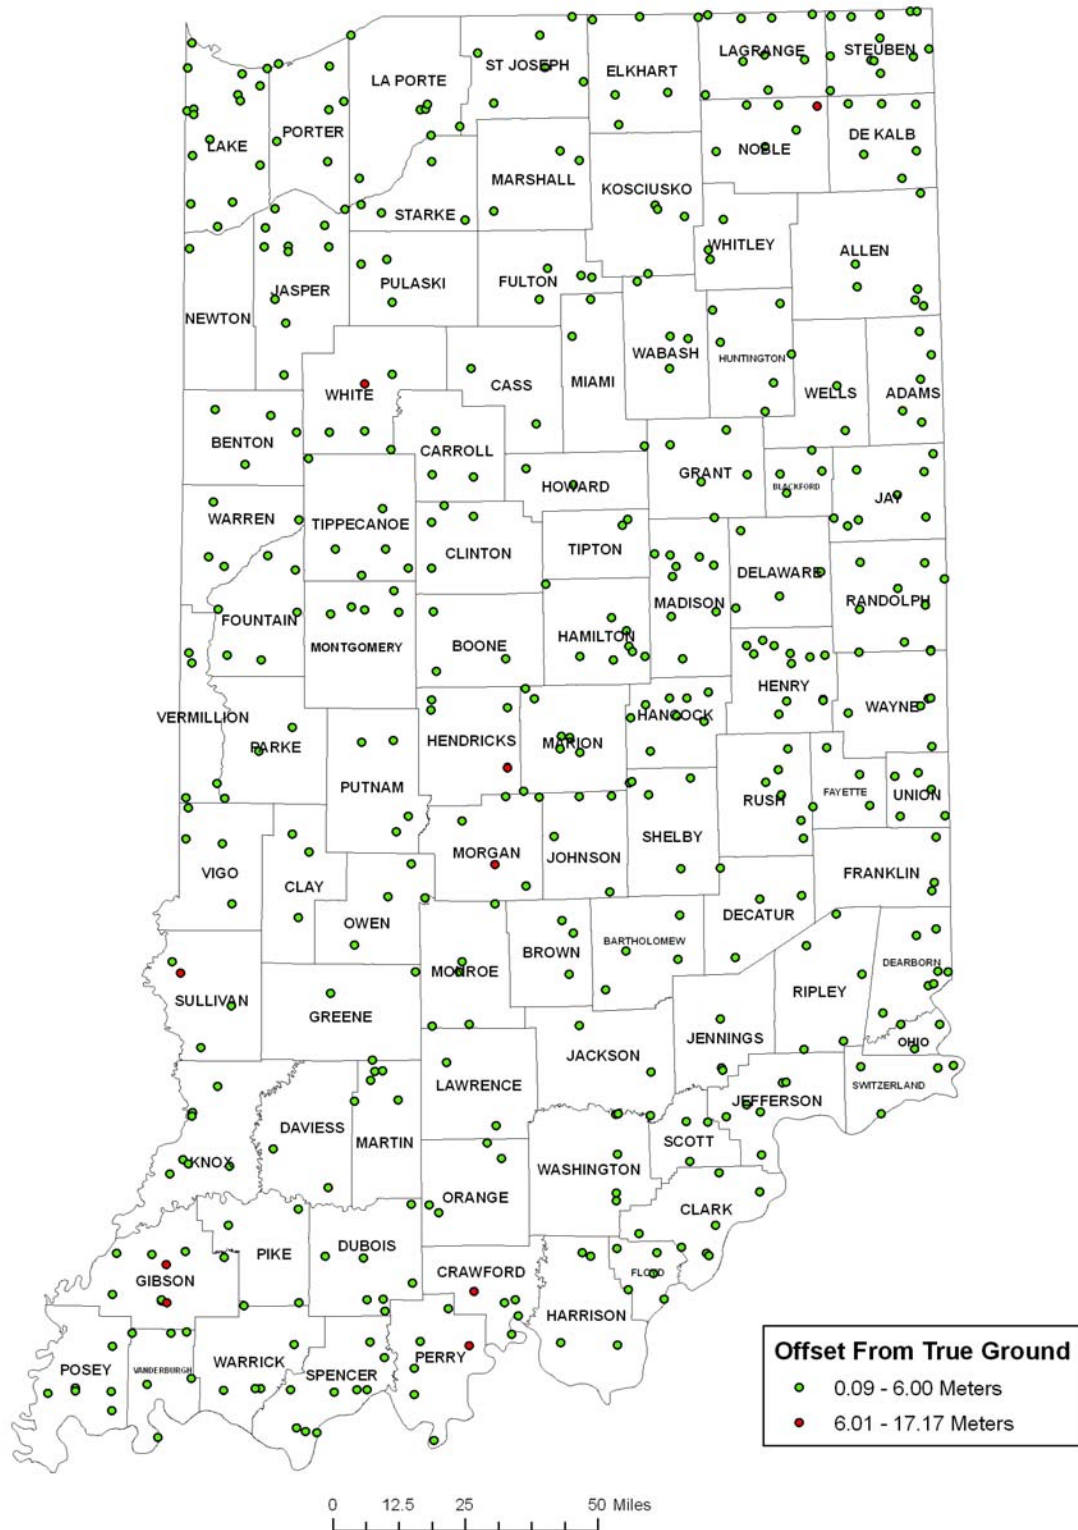 LAGRANGE
STEUBEN
ST JOSEPH
ELKHART
LA PORTE
LAKE
PORTER
NOBLE
DE KALB
MARSHALL
KOSCIUSKO
STARKE
WHITLEY
ALLEN
PULASKI
FULTON
JASPER
NEWTON
WABASH
HUNTINGTON
WHITE
CASS
MIAMI
WELLS
ADAMS
BENTON
CARROLL
GRANT
BLACKFORD
HOWARD
JAY
WARREN
TIPPECANOE
CLINTON
TIPTON
DELAWARE
MADISON
RANDOLPH
FOUNTAIN
MONTGOMERY
BOONE
HAMILTON
HENRY
VERMILLION
HENDRICKS
MARION
HANCOCK
WAYNE
PARKE
PUTNAM
RUSH
FAYETTE
UNION
MORGAN
JOHNSON
SHELBY
VIGO
CLAY
FRANKLIN
OWEN
DECATUR
BROWN
BARTHOLOMEW
DEARBORN
MONROE
RIPLEY
SULLIVAN
GREENE
JENNINGS
OHIO
JACKSON
LAWRENCE
SWITZERLAND
JEFFERSON
DAVIESS
MARTIN
SCOTT
KNOX
WASHINGTON
ORANGE
CLARK
PIKE
DUBOIS
CRAWFORD
FLOYD
GIBSON
HARRISON
POSEY
VANDERBURGH
WARRICK
SPENCER
PERRY
Offset From True Ground
0.09 - 6.00 Meters
6.01 - 17.17 Meters
0 12.5 25 50 Miles